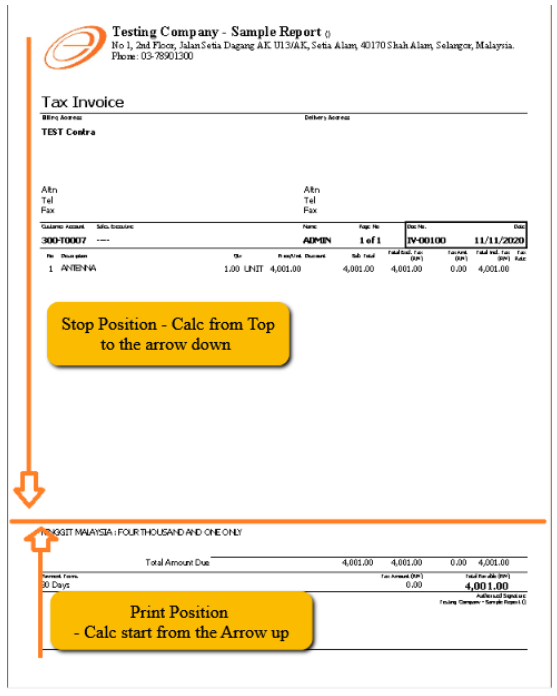 Testing Company - Sample Report ()
No 1, 2nd Floor, Jalan Setia Dagang AK U13/AK, Setia Alam, 40170 Shah Alam, Selangor, Malaysia.
Phone: 03-78901300
Tax Invoice
Billing Address Delivery Address
TEST Contra
Attn Attn
Tel Tel
Fax Fax
Customer Account Sales Executive Name Page No Doc No. Date
300-T0007 ---- ADMIN 1 of 1 IV-00100 11/11/2020
No Description Qty Price/Unit Discount Sub Total Total Excl. Tax (RM) Tax Amt (RM) Total Incl. Tax (RM) Tax Rate
1 ANTENNA 1.00 UNIT 4,001.00 4,001.00 4,001.00 0.00 4,001.00
Stop Position - Calc from Top
to the arrow down
GGIT MALAYSIA : FOUR THOUSAND AND ONE ONLY
Total Amount Due 4,001.00 4,001.00 0.00 4,001.00
Payment Terms Tax Amount (RM) Total Payable (RM)
30 Days 0.00 4,001.00
Authorised Signature
Testing Company - Sample Report ()
Print Position
- Calc start from the Arrow up